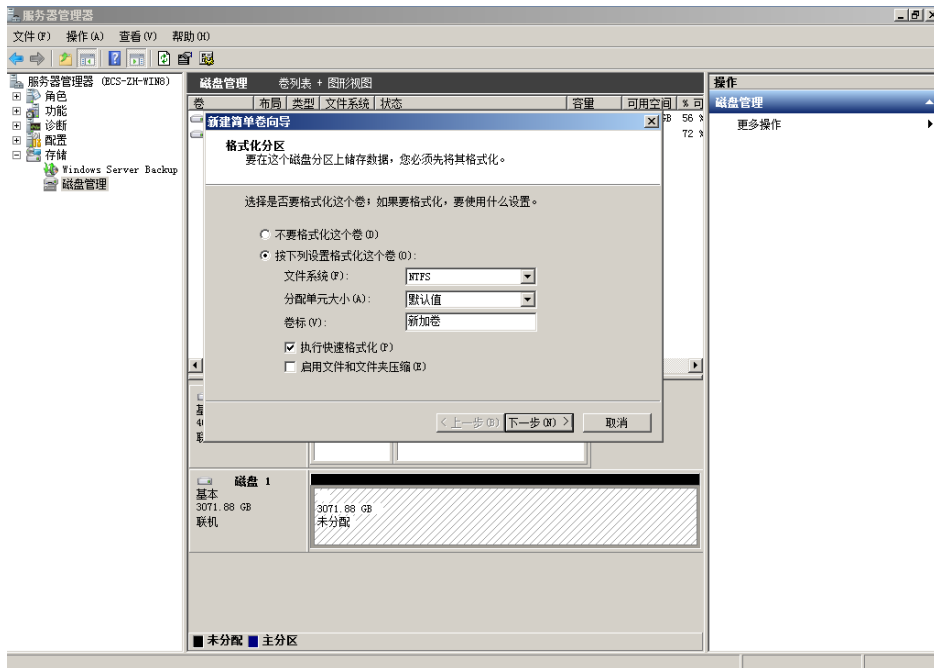 服务器管理器
文件(F) 操作(A) 查看(V) 帮助(H)
服务器管理器 (ECS-ZH-WIN8)
角色
功能
诊断
配置
存储
Windows Server Backup
磁盘管理
磁盘管理 卷列表 + 图形视图
卷 布局 类型 文件系统 状态 容量 可用空间 % 可
GB 56 %
72 %
新建简单卷向导
格式化分区
要在这个磁盘分区上储存数据，您必须先将其格式化。
选择是否要格式化这个卷；如果要格式化，要使用什么设置。
不要格式化这个卷(D)
按下列设置格式化这个卷(O):
文件系统(F): NTFS
分配单元大小(A): 默认值
卷标(V): 新加卷
执行快速格式化(P)
启用文件和文件夹压缩(E)
< 上一步(B) 下一步(N) > 取消
基
联
磁盘 1
基本
3071.88 GB
联机
3071.88 GB
未分配
未分配 主分区
操作
磁盘管理
更多操作